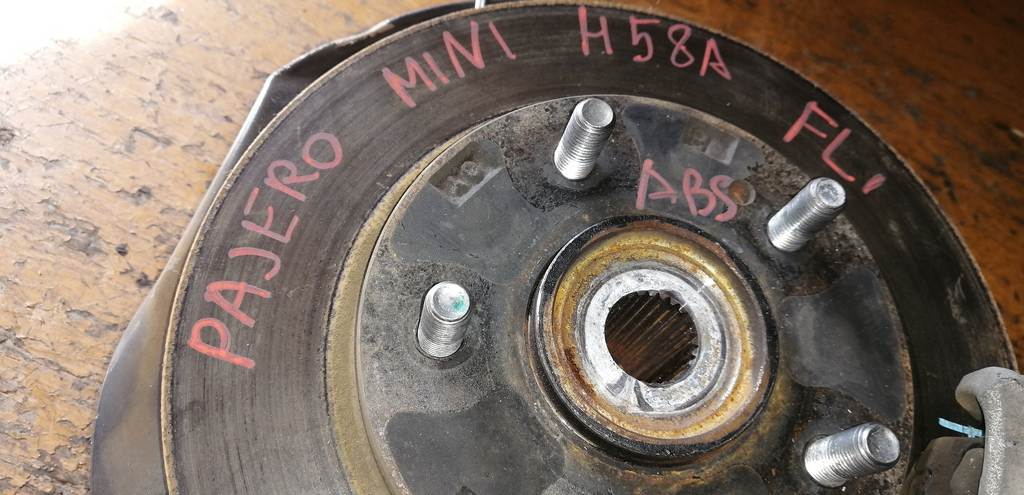 PAJERO MINI H58A FL,
ABS